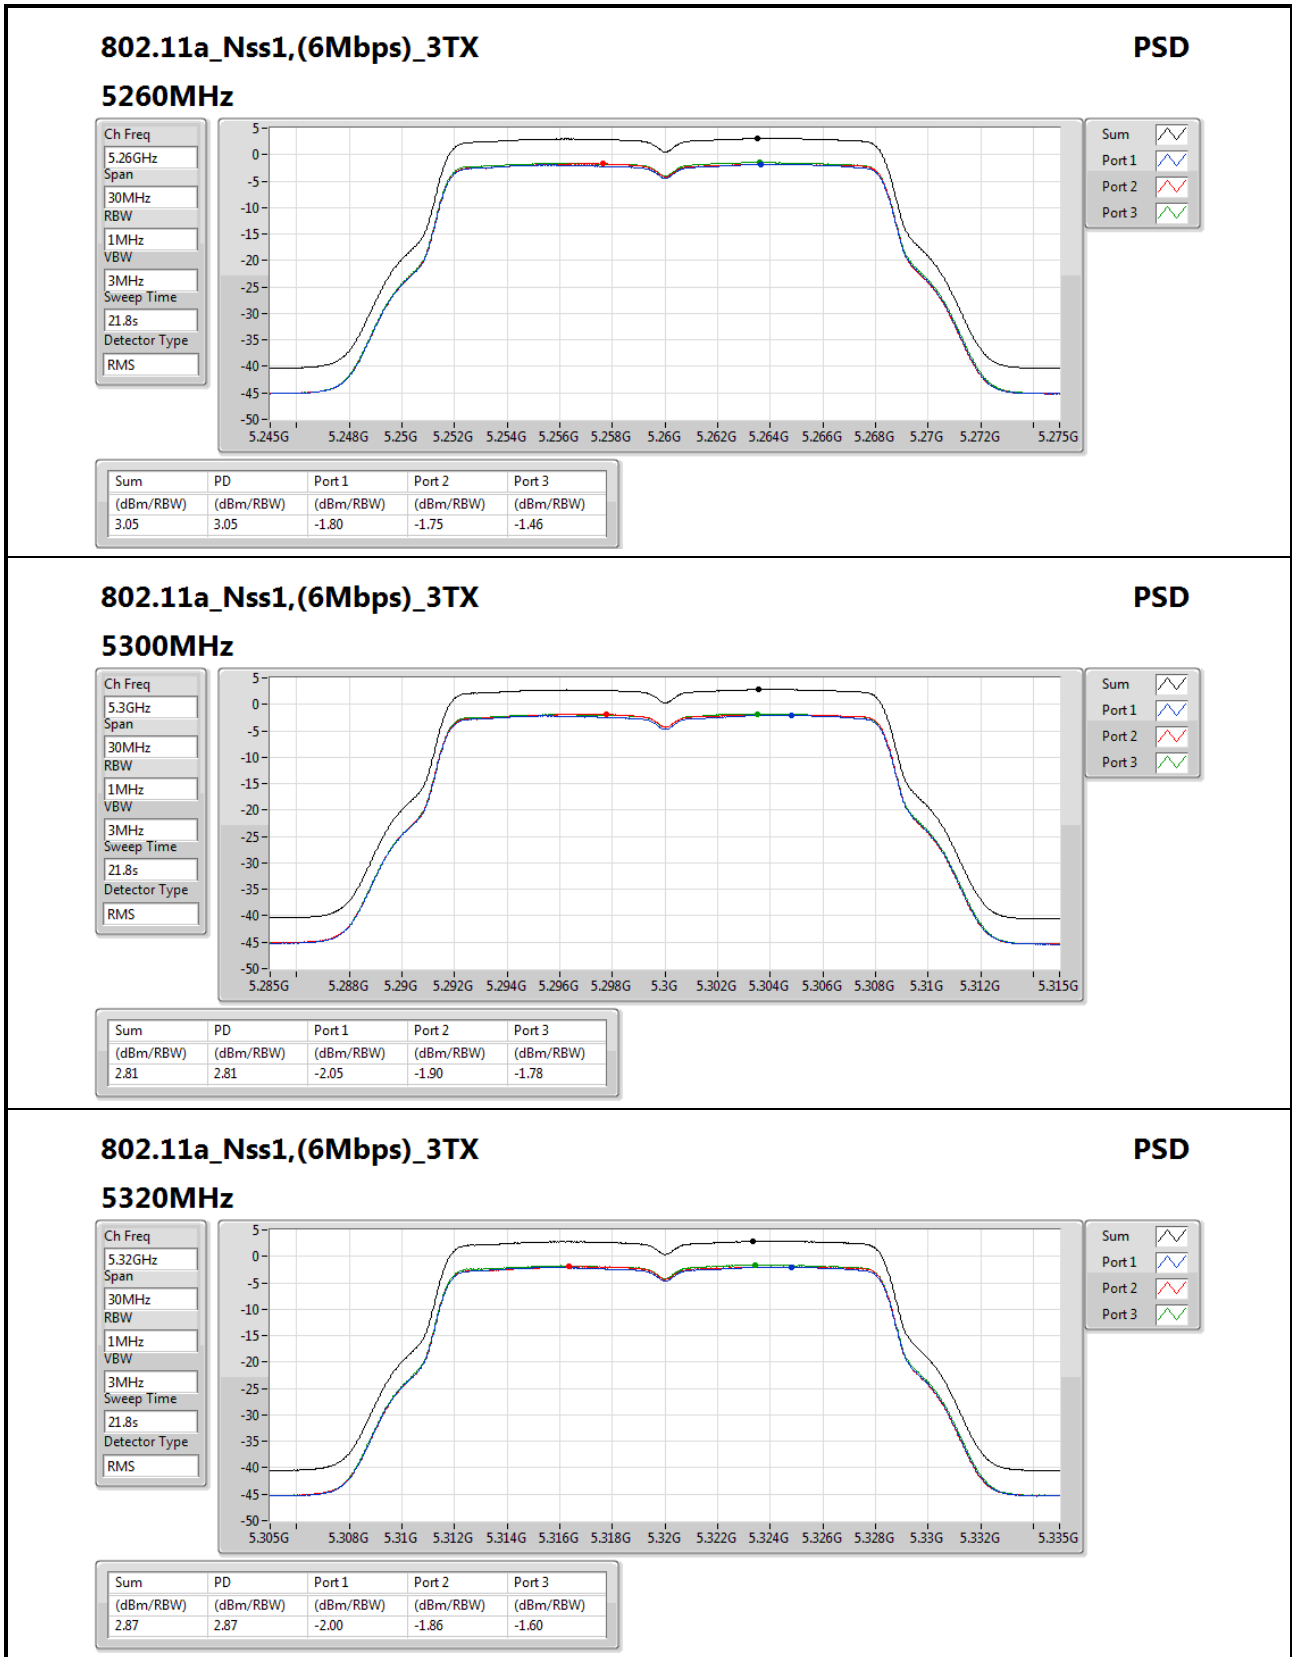 802.11a_Nss1,(6Mbps)_3TX PSD
5260MHz
Ch Freq
5.26GHz
Span
30MHz
RBW
1MHz
VBW
3MHz
Sweep Time
21.8s
Detector Type
RMS
5
0
-5
-10
-15
-20
-25
-30
-35
-40
-45
-50
5.245G 5.248G 5.25G 5.252G 5.254G 5.256G 5.258G 5.26G 5.262G 5.264G 5.266G 5.268G 5.27G 5.272G 5.275G
Sum
Port 1
Port 2
Port 3
Sum PD Port 1 Port 2 Port 3
(dBm/RBW) (dBm/RBW) (dBm/RBW) (dBm/RBW) (dBm/RBW)
3.05 3.05 -1.80 -1.75 -1.46
802.11a_Nss1,(6Mbps)_3TX PSD
5300MHz
Ch Freq
5.3GHz
Span
30MHz
RBW
1MHz
VBW
3MHz
Sweep Time
21.8s
Detector Type
RMS
5
0
-5
-10
-15
-20
-25
-30
-35
-40
-45
-50
5.285G 5.288G 5.29G 5.292G 5.294G 5.296G 5.298G 5.3G 5.302G 5.304G 5.306G 5.308G 5.31G 5.312G 5.315G
Sum
Port 1
Port 2
Port 3
Sum PD Port 1 Port 2 Port 3
(dBm/RBW) (dBm/RBW) (dBm/RBW) (dBm/RBW) (dBm/RBW)
2.81 2.81 -2.05 -1.90 -1.78
802.11a_Nss1,(6Mbps)_3TX PSD
5320MHz
Ch Freq
5.32GHz
Span
30MHz
RBW
1MHz
VBW
3MHz
Sweep Time
21.8s
Detector Type
RMS
5
0
-5
-10
-15
-20
-25
-30
-35
-40
-45
-50
5.305G 5.308G 5.31G 5.312G 5.314G 5.316G 5.318G 5.32G 5.322G 5.324G 5.326G 5.328G 5.33G 5.332G 5.335G
Sum
Port 1
Port 2
Port 3
Sum PD Port 1 Port 2 Port 3
(dBm/RBW) (dBm/RBW) (dBm/RBW) (dBm/RBW) (dBm/RBW)
2.87 2.87 -2.00 -1.86 -1.60